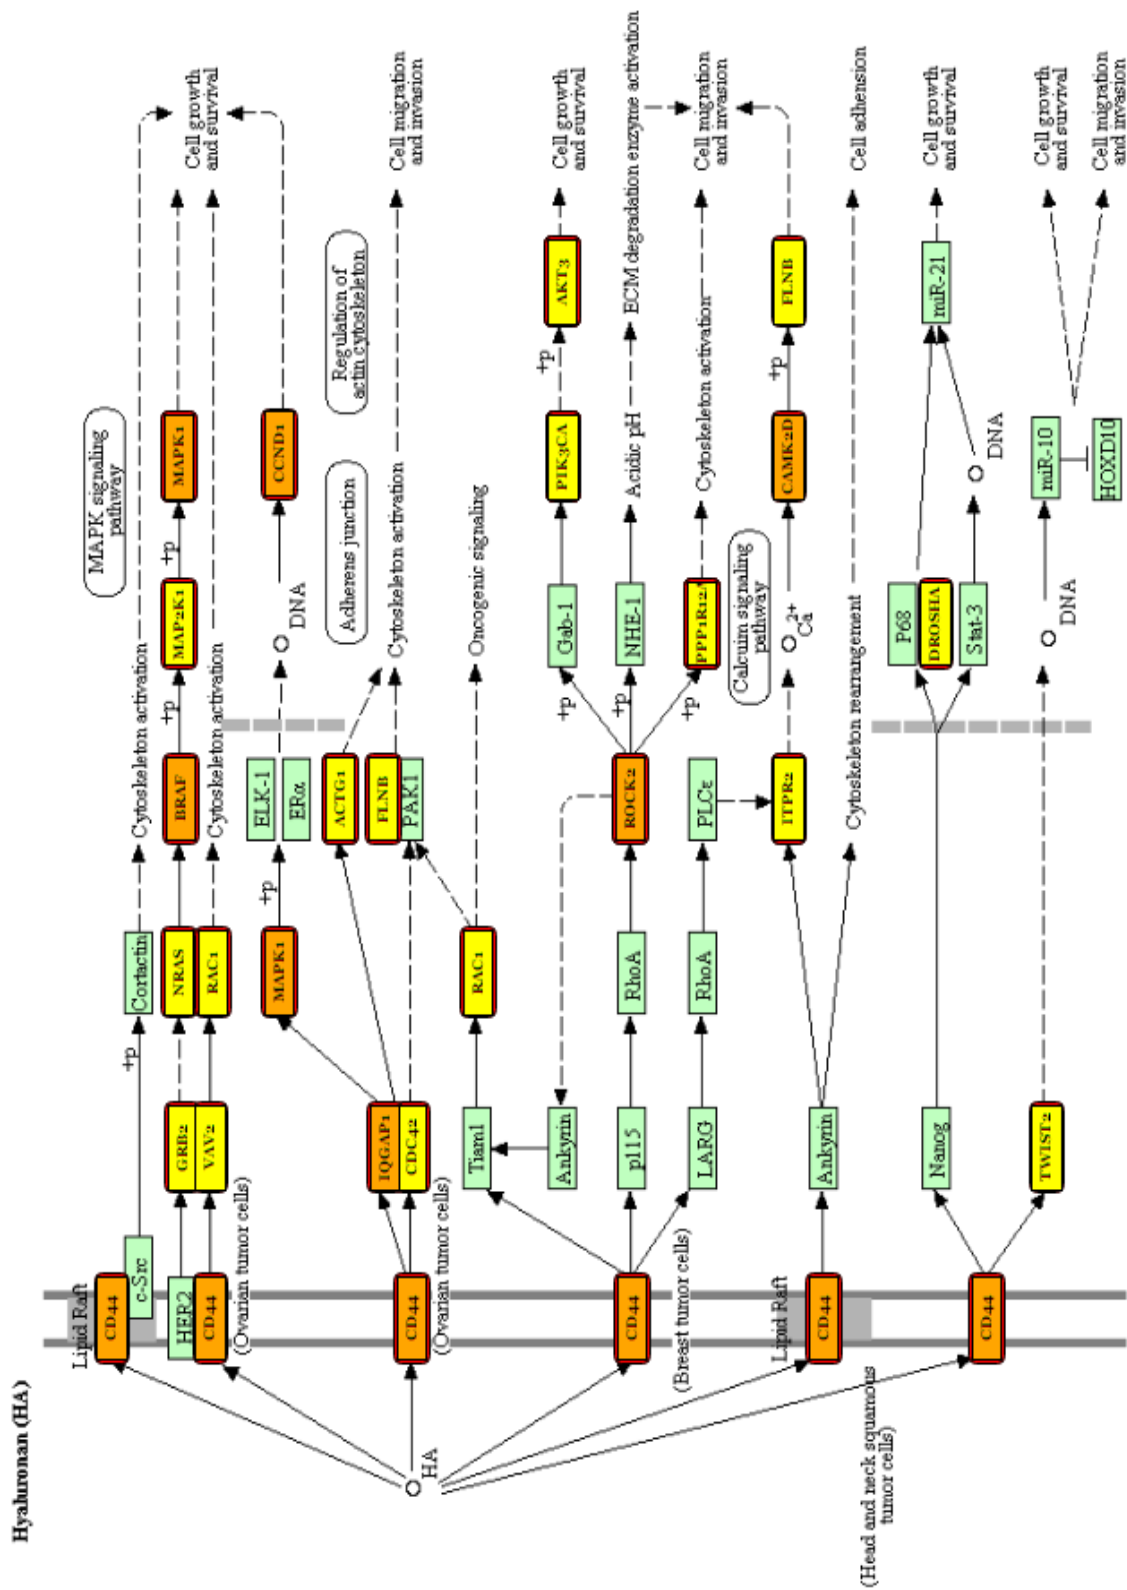 Hyaluronan (HA)
HA
Lipid Raft
CD44
c-Src
+p
Cortactin
Cytoskeleton activation
MAPK signaling
pathway
HER2
CD44
(Ovarian tumor cells)
GRB2
VAV2
NRAS
RAC1
BRAF
+p
MAP2K1
+p
MAPK1
Cytoskeleton activation
Cell growth
and survival
CD44
(Ovarian tumor cells)
IQGAP1
CDC42
MAPK1
+p
ELK-1
ERα
DNA
CCND1
ACTG1
FLNB
PAK1
Adherens junction
Regulation of
actin cytoskeleton
Cytoskeleton activation
Cell migration
and invasion
CD44
(Breast tumor cells)
Tiam1
RAC1
Oncogenic signaling
Ankyrin
p115
RhoA
ROCK2
+p
+p
+p
Gab-1
PIK3CA
+p
AKT3
Cell growth
and survival
NHE-1
Acidic pH
ECM degradation enzyme activation
PPP1R12A
Cytoskeleton activation
Cell migration
and invasion
LARG
RhoA
PLCε
Calcuim signaling
pathway
Lipid Raft
CD44
Ankyrin
ITPR2
Ca2+
CAMK2D
+p
FLNB
Cytoskeleton rearrangement
Cell adhension
CD44
(Head and neck squamous
tumor cells)
Nanog
P68
DROSHA
Stat-3
DNA
miR-21
Cell growth
and survival
TWIST2
DNA
miR-10
HOXD10
Cell growth
and survival
Cell migration
and invasion